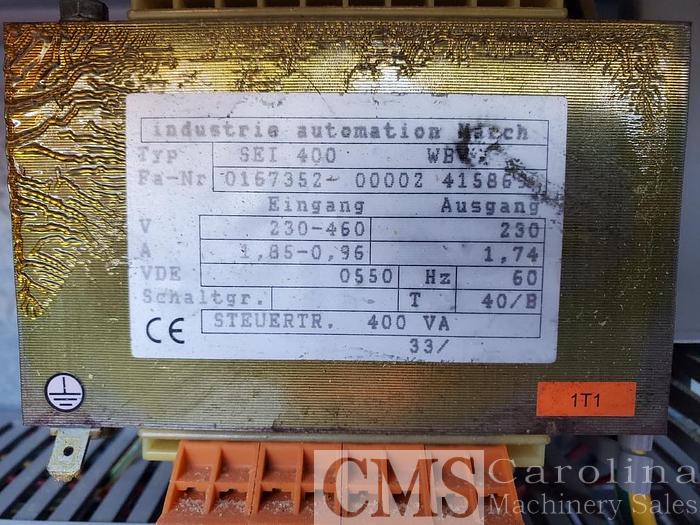 industrie automation March
Typ SEI 400
Fa-Nr 0167352- 00002
Eingang Ausgang
V 230-460 230
A 1,85-0,96 1,74
VDE 0550 Hz 60
Schaltgr. T 40/B
STEUERTR. 400 VA
33/
1T1
CE
CMS Carolina
Machinery Sales